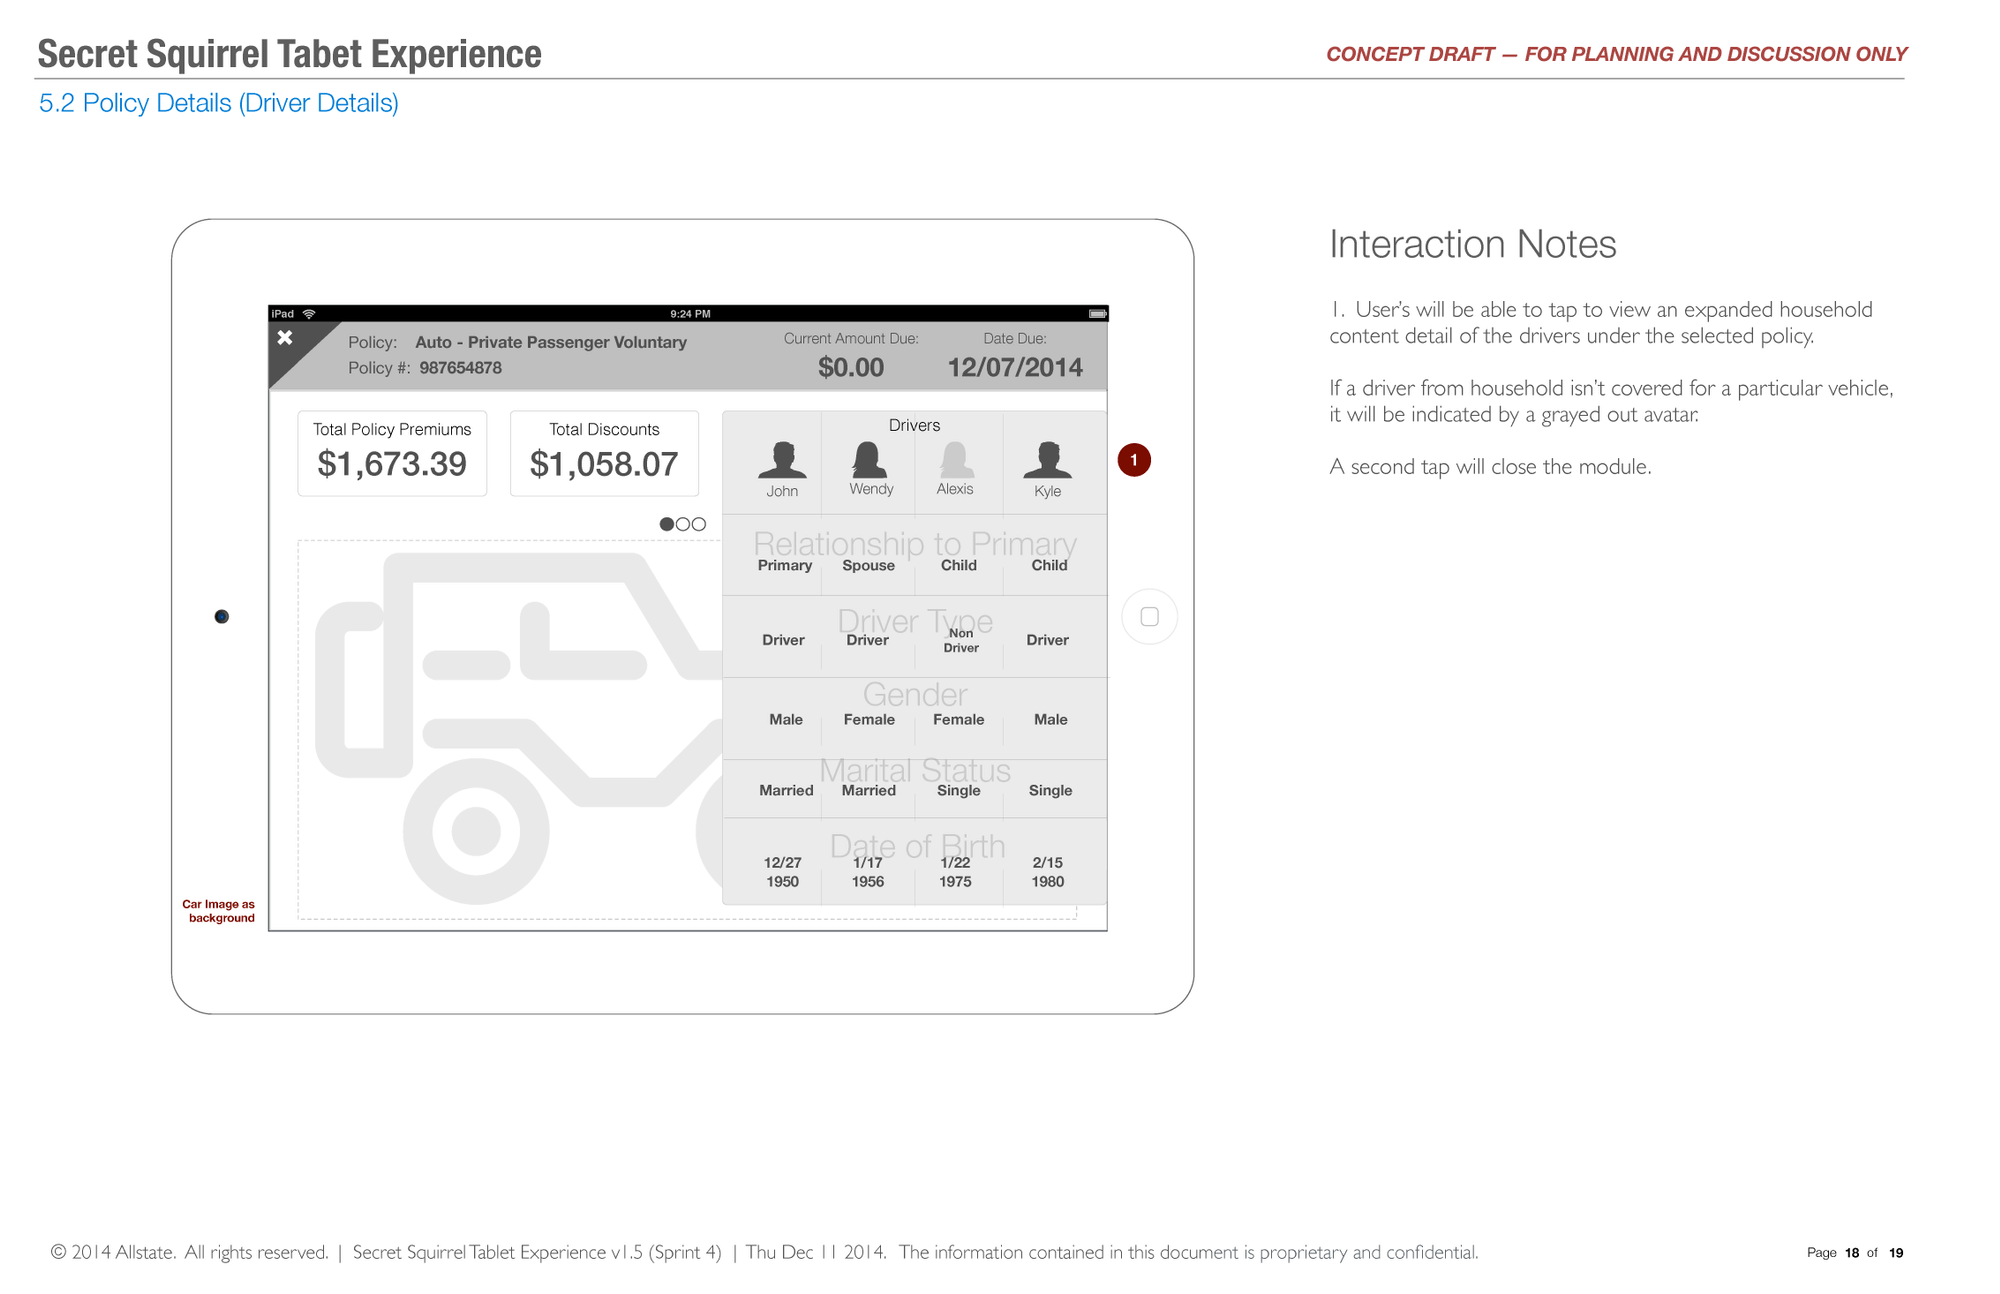 Secret Squirrel Tabet Experience
CONCEPT DRAFT — FOR PLANNING AND DISCUSSION ONLY
5.2 Policy Details (Driver Details)
iPad
9:24 PM
Policy: Auto - Private Passenger Voluntary
Policy #: 987654878
Current Amount Due:
$0.00
Date Due:
12/07/2014
Total Policy Premiums
$1,673.39
Total Discounts
$1,058.07
Drivers
John Wendy Alexis Kyle
Relationship to Primary
Primary Spouse Child Child
Driver Type
Driver Driver Non Driver Driver
Gender
Male Female Female Male
Marital Status
Married Married Single Single
Date of Birth
12/27 1/17 1/22 2/15
1950 1956 1975 1980
1
Car Image as
background
Interaction Notes
1. User’s will be able to tap to view an expanded household
content detail of the drivers under the selected policy.
If a driver from household isn’t covered for a particular vehicle,
it will be indicated by a grayed out avatar.
A second tap will close the module.
© 2014 Allstate. All rights reserved. | Secret Squirrel Tablet Experience v1.5 (Sprint 4) | Thu Dec 11 2014. The information contained in this document is proprietary and confidential.
Page 18 of 19